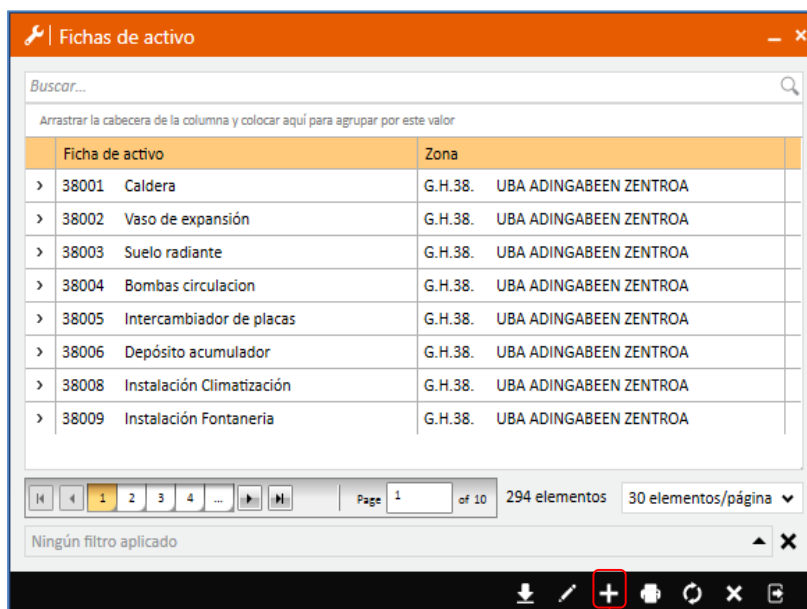 Fichas de activo
Buscar...
Arrastrar la cabecera de la columna y colocar aquí para agrupar por este valor
Ficha de activo Zona
38001 Caldera G.H.38. UBA ADINGABEEN ZENTROA
38002 Vaso de expansión G.H.38. UBA ADINGABEEN ZENTROA
38003 Suelo radiante G.H.38. UBA ADINGABEEN ZENTROA
38004 Bombas circulacion G.H.38. UBA ADINGABEEN ZENTROA
38005 Intercambiador de placas G.H.38. UBA ADINGABEEN ZENTROA
38006 Depósito acumulador G.H.38. UBA ADINGABEEN ZENTROA
38008 Instalación Climatización G.H.38. UBA ADINGABEEN ZENTROA
38009 Instalación Fontaneria G.H.38. UBA ADINGABEEN ZENTROA
1 2 3 4 ... Page 1 of 10 294 elementos 30 elementos/página
Ningún filtro aplicado